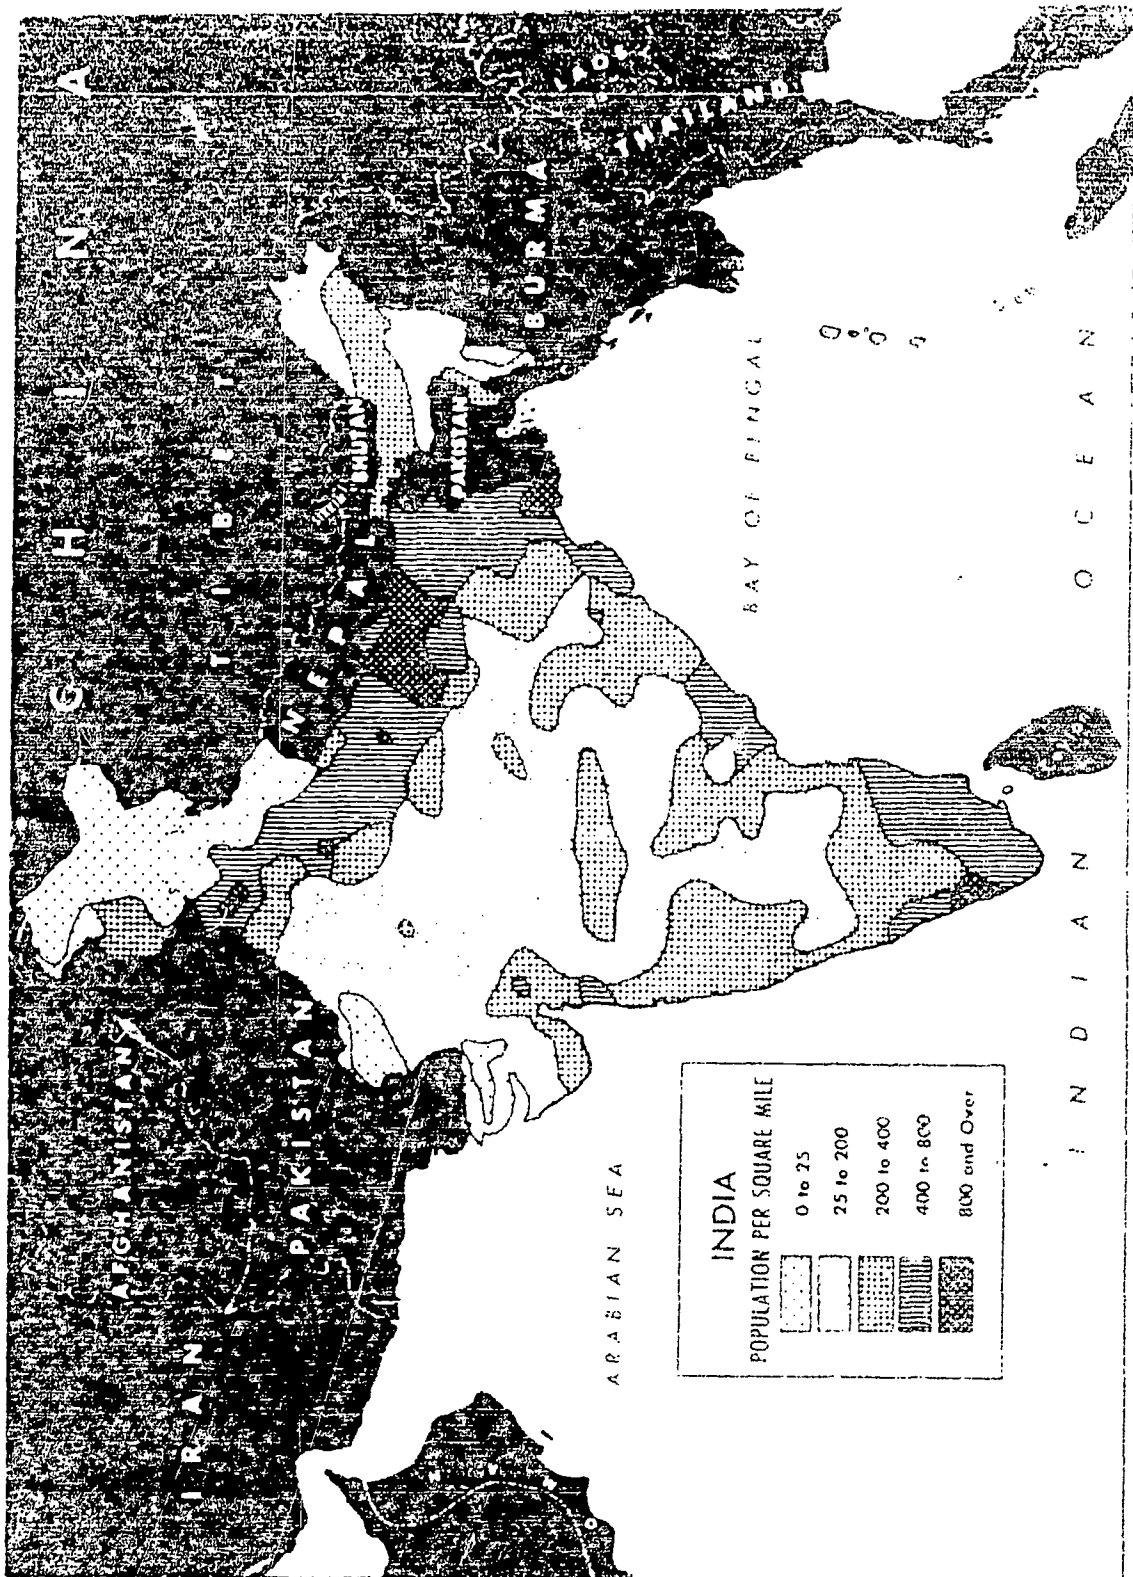 CHINA
TIBET
AFGHANISTAN
IRAN
PAKISTAN
NEPAL
BHUTAN
PAKISTAN
BURMA
LAOS
THAILAND
ARABIAN SEA
BAY OF BENGAL
INDIAN OCEAN
INDIA
POPULATION PER SQUARE MILE
0 to 25
25 to 200
200 to 400
400 to 800
800 and Over